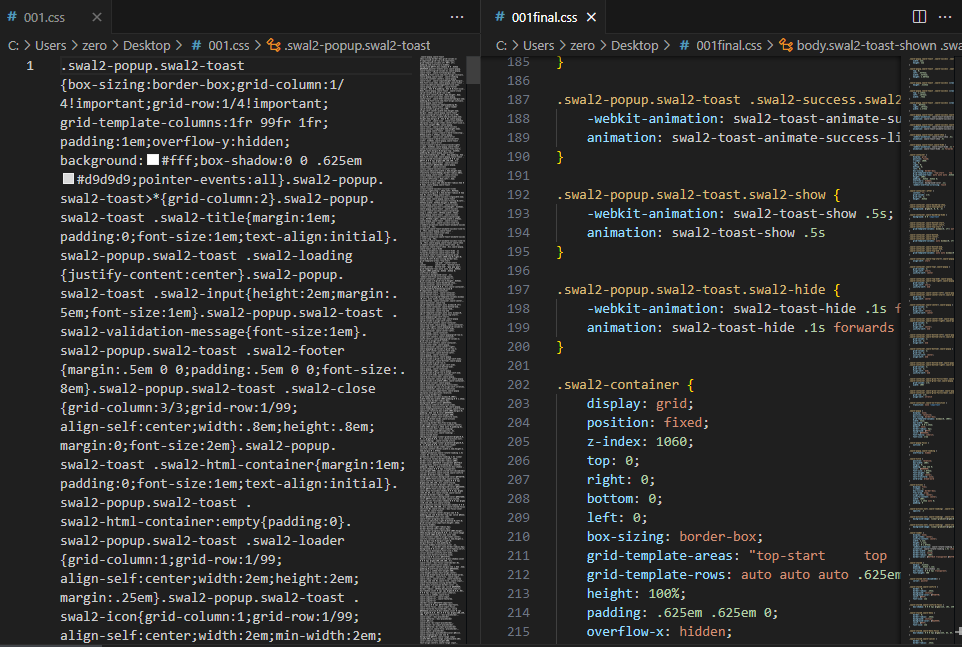 # 001.css ×
C: > Users > zero > Desktop > # 001.css > .swal2-popup.swal2-toast
1 .swal2-popup.swal2-toast
{box-sizing:border-box;grid-column:1/
4!important;grid-row:1/4!important;
grid-template-columns:1fr 99fr 1fr;
padding:1em;overflow-y:hidden;
background:#fff;box-shadow:0 0 .625em
#d9d9d9;pointer-events:all}.swal2-popup.
swal2-toast>*{grid-column:2}.swal2-popup.
swal2-toast .swal2-title{margin:1em;
padding:0;font-size:1em;text-align:initial}.
swal2-popup.swal2-toast .swal2-loading
{justify-content:center}.swal2-popup.
swal2-toast .swal2-input{height:2em;margin:.
5em;font-size:1em}.swal2-popup.swal2-toast .
swal2-validation-message{font-size:1em}.
swal2-popup.swal2-toast .swal2-footer
{margin:.5em 0 0;padding:.5em 0 0;font-size:.
8em}.swal2-popup.swal2-toast .swal2-close
{grid-column:3/3;grid-row:1/99;
align-self:center;width:.8em;height:.8em;
margin:0;font-size:2em}.swal2-popup.
swal2-toast .swal2-html-container{margin:1em;
padding:0;font-size:1em;text-align:initial}.
swal2-popup.swal2-toast .
swal2-html-container:empty{padding:0}.
swal2-popup.swal2-toast .swal2-loader
{grid-column:1;grid-row:1/99;
align-self:center;width:2em;height:2em;
margin:.25em}.swal2-popup.swal2-toast .
swal2-icon{grid-column:1;grid-row:1/99;
align-self:center;width:2em;min-width:2em;
# 001final.css ×
C: > Users > zero > Desktop > # 001final.css > body.swal2-toast-shown .swa
185 }
186
187 .swal2-popup.swal2-toast .swal2-success.swal2
188 -webkit-animation: swal2-toast-animate-su
189 animation: swal2-toast-animate-success-li
190 }
191
192 .swal2-popup.swal2-toast.swal2-show {
193 -webkit-animation: swal2-toast-show .5s;
194 animation: swal2-toast-show .5s
195 }
196
197 .swal2-popup.swal2-toast.swal2-hide {
198 -webkit-animation: swal2-toast-hide .1s f
199 animation: swal2-toast-hide .1s forwards
200 }
201
202 .swal2-container {
203 display: grid;
204 position: fixed;
205 z-index: 1060;
206 top: 0;
207 right: 0;
208 bottom: 0;
209 left: 0;
210 box-sizing: border-box;
211 grid-template-areas: "top-start     top
212 grid-template-rows: auto auto auto .625em
213 height: 100%;
214 padding: .625em .625em 0;
215 overflow-x: hidden;